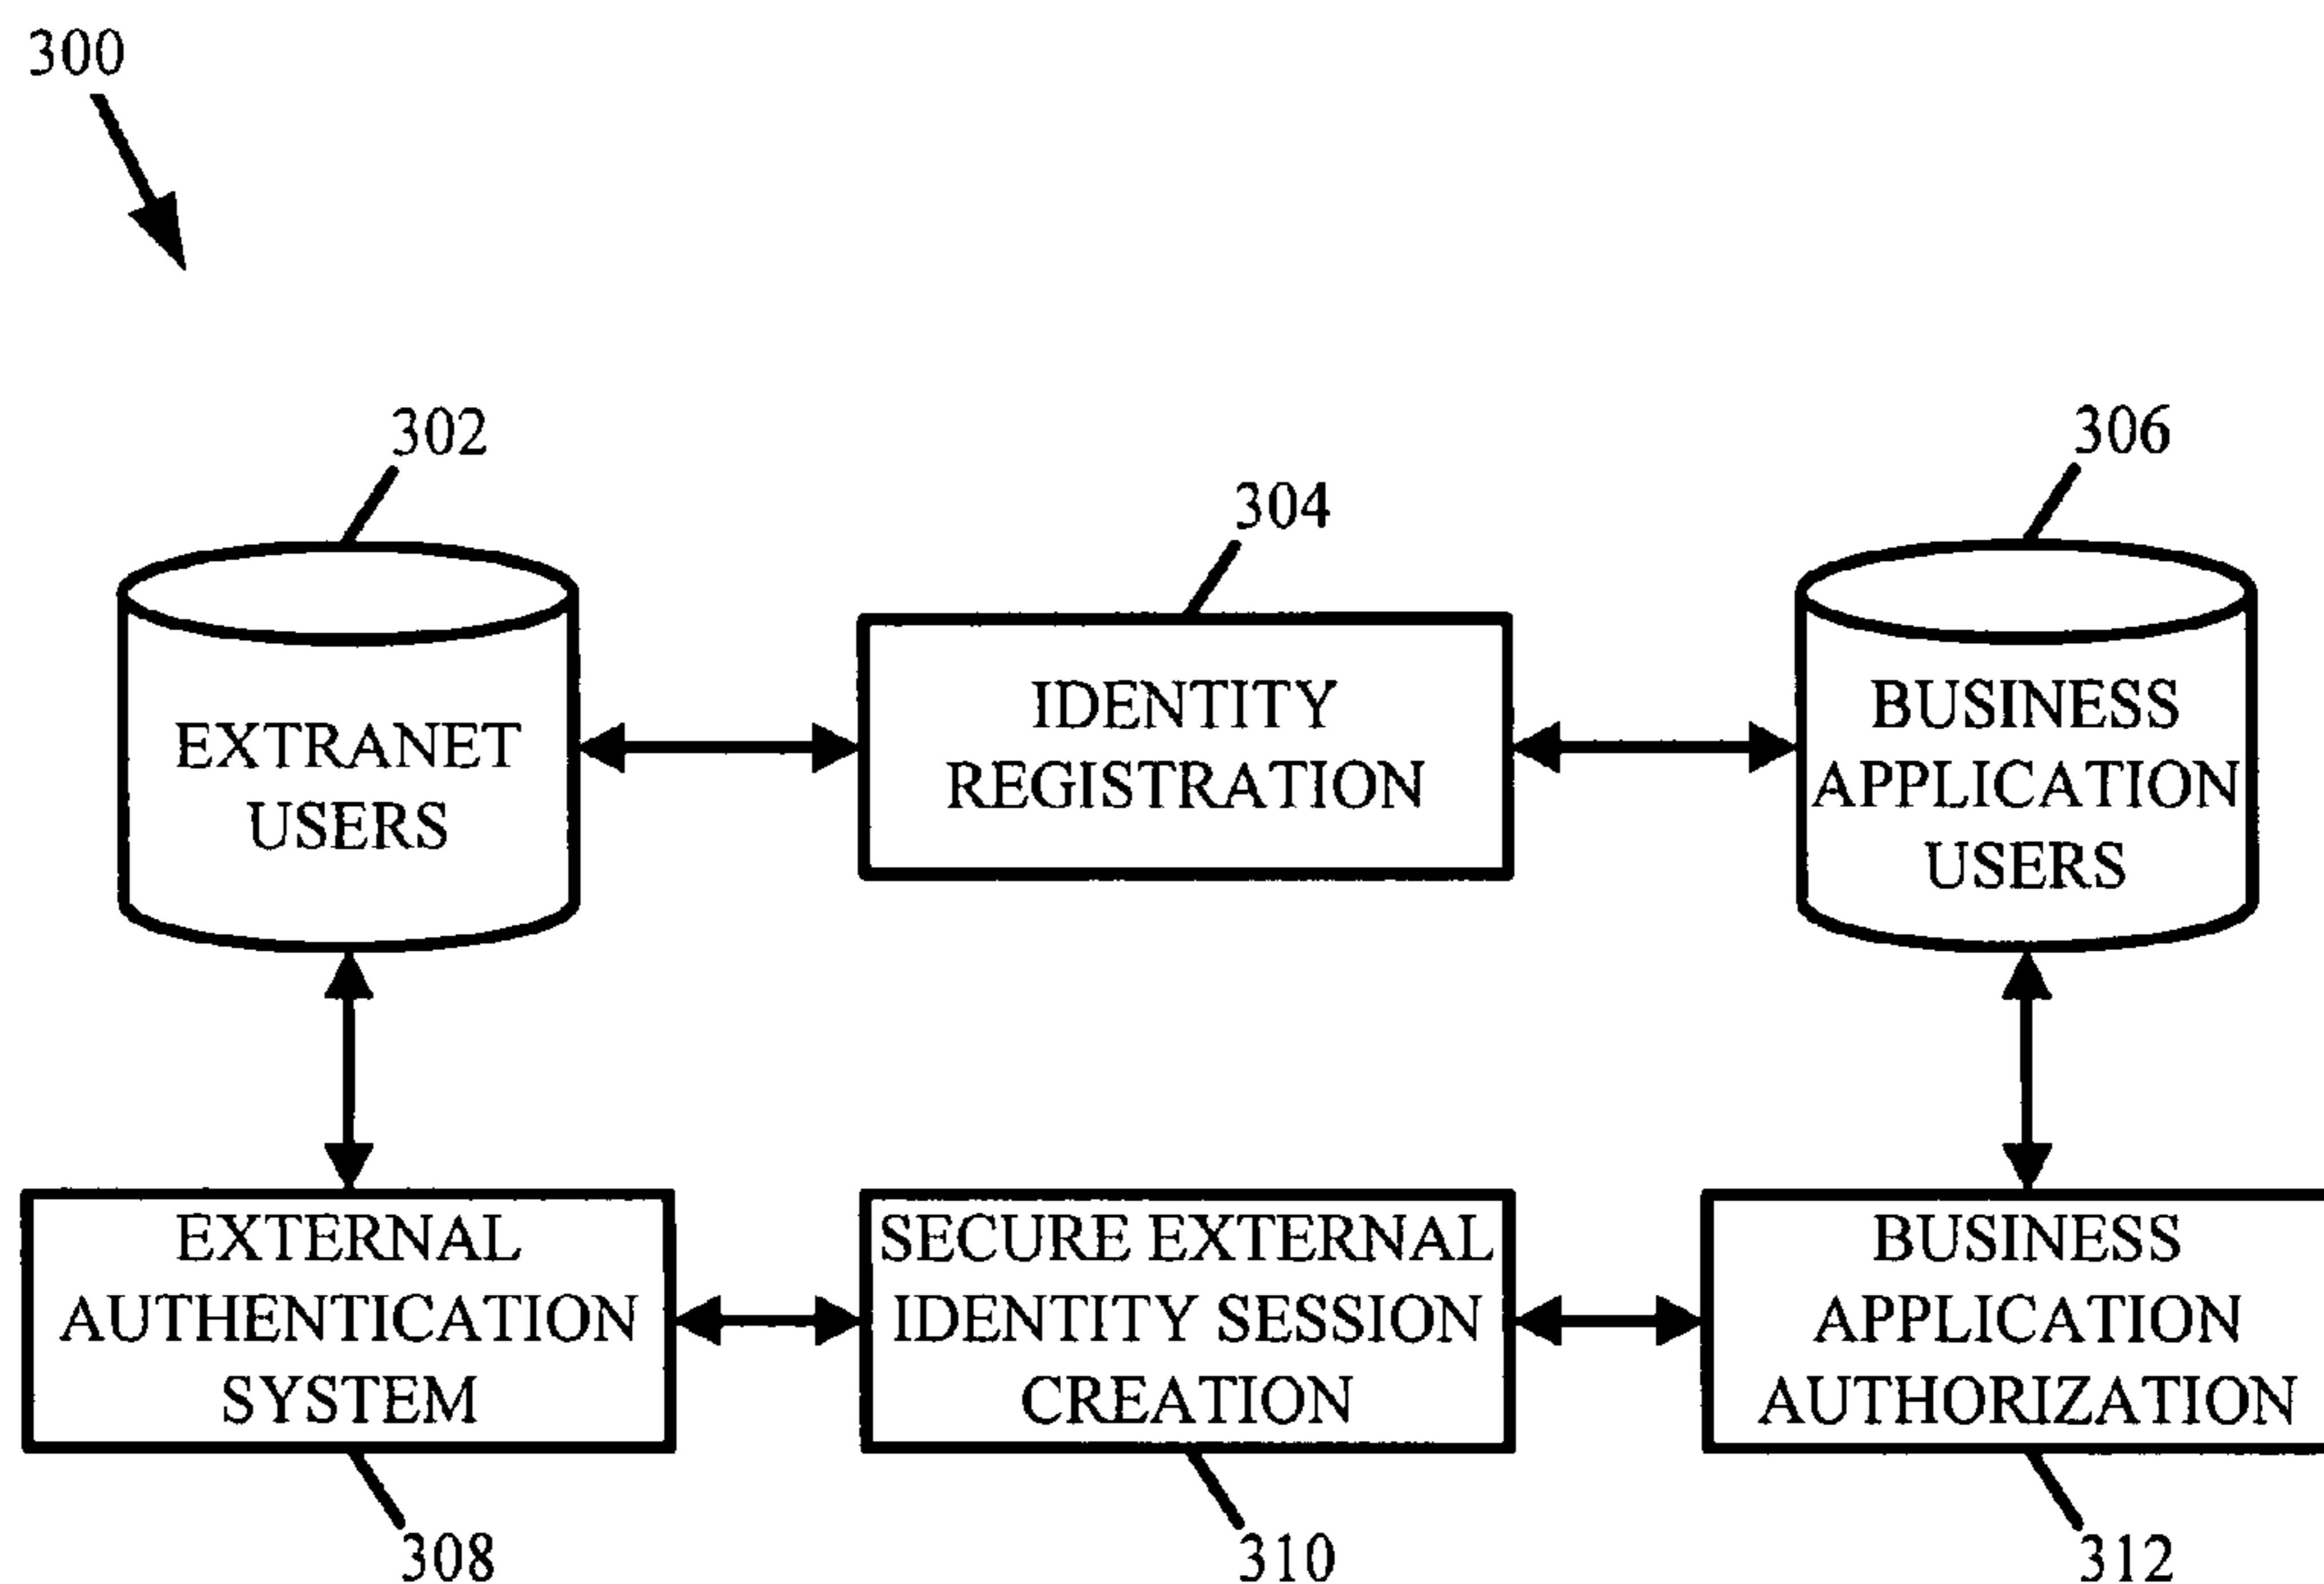 300
302
306
304
EXTRANET
USERS
IDENTITY
REGISTRATION
BUSINESS
APPLICATION
USERS
EXTERNAL
AUTHENTICATION
SYSTEM
SECURE EXTERNAL
IDENTITY SESSION
CREATION
BUSINESS
APPLICATION
AUTHORIZATION
308
310
312